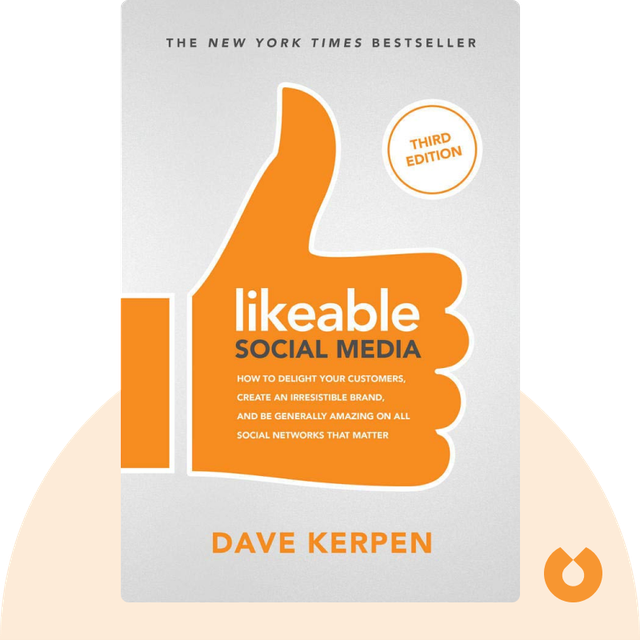 THE NEW YORK TIMES BESTSELLER
THIRD
EDITION
likeable
SOCIAL MEDIA
HOW TO DELIGHT YOUR CUSTOMERS,
CREATE AN IRRESISTIBLE BRAND,
AND BE GENERALLY AMAZING ON ALL
SOCIAL NETWORKS THAT MATTER
DAVE KERPEN